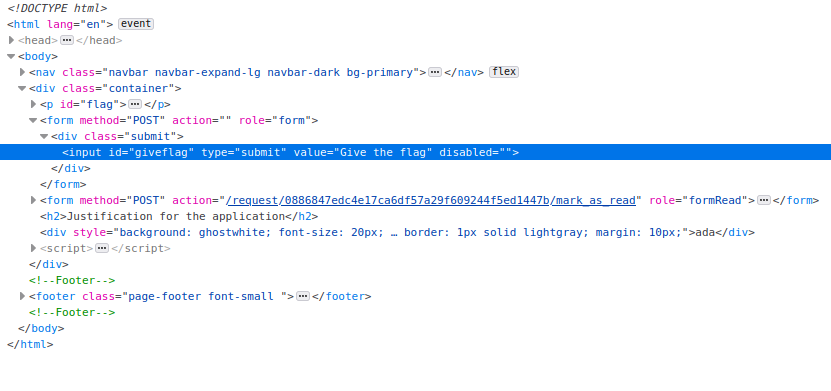 <!DOCTYPE html>
<html lang="en"> event
<head> ··· </head>
<body>
<nav class="navbar navbar-expand-lg navbar-dark bg-primary"> ··· </nav> flex
<div class="container">
<p id="flag"> ··· </p>
<form method="POST" action="" role="form">
<div class="submit">
<input id="giveflag" type="submit" value="Give the flag" disabled="">
</div>
</form>
<form method="POST" action="/request/0886847edc4e17ca6df57a29f609244f5ed1447b/mark_as_read" role="formRead"> ··· </form>
<h2>Justification for the application</h2>
<div style="background: ghostwhite; font-size: 20px; … border: 1px solid lightgray; margin: 10px;">ada</div>
<script> ··· </script>
</div>
<!--Footer-->
<footer class="page-footer font-small "> ··· </footer>
<!--Footer-->
</body>
</html>